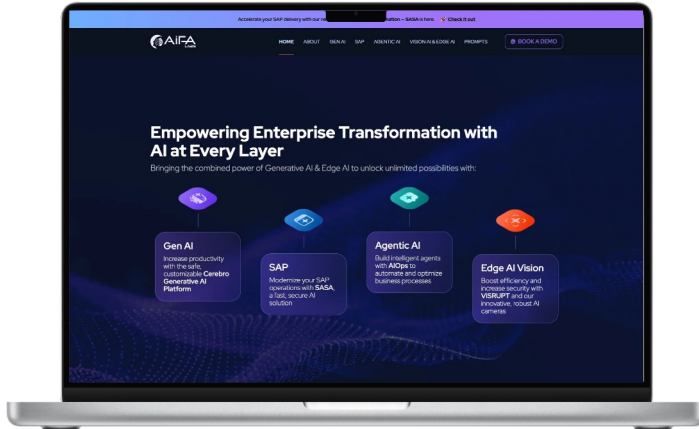 Accelerate your SAP delivery with our ne
mation – SASA is here. 🚀 Check it out
AiFA
LABS
HOME ABOUT GEN AI SAP AGENTIC AI VISION AI & EDGE AI PROMPTS BOOK A DEMO
Empowering Enterprise Transformation with
AI at Every Layer
Bringing the combined power of Generative AI & Edge AI to unlock unlimited possibilities with:
Gen AI
Increase productivity
with the safe,
customizable Cerebro
Generative AI
Platform
SAP
Modernize your SAP
operations with SASA,
a fast, secure AI
solution
Agentic AI
Build intelligent agents
with AIOps to
automate and optimize
business processes
Edge AI Vision
Boost efficiency and
increase security with
VISRUPT and our
innovative, robust AI
cameras